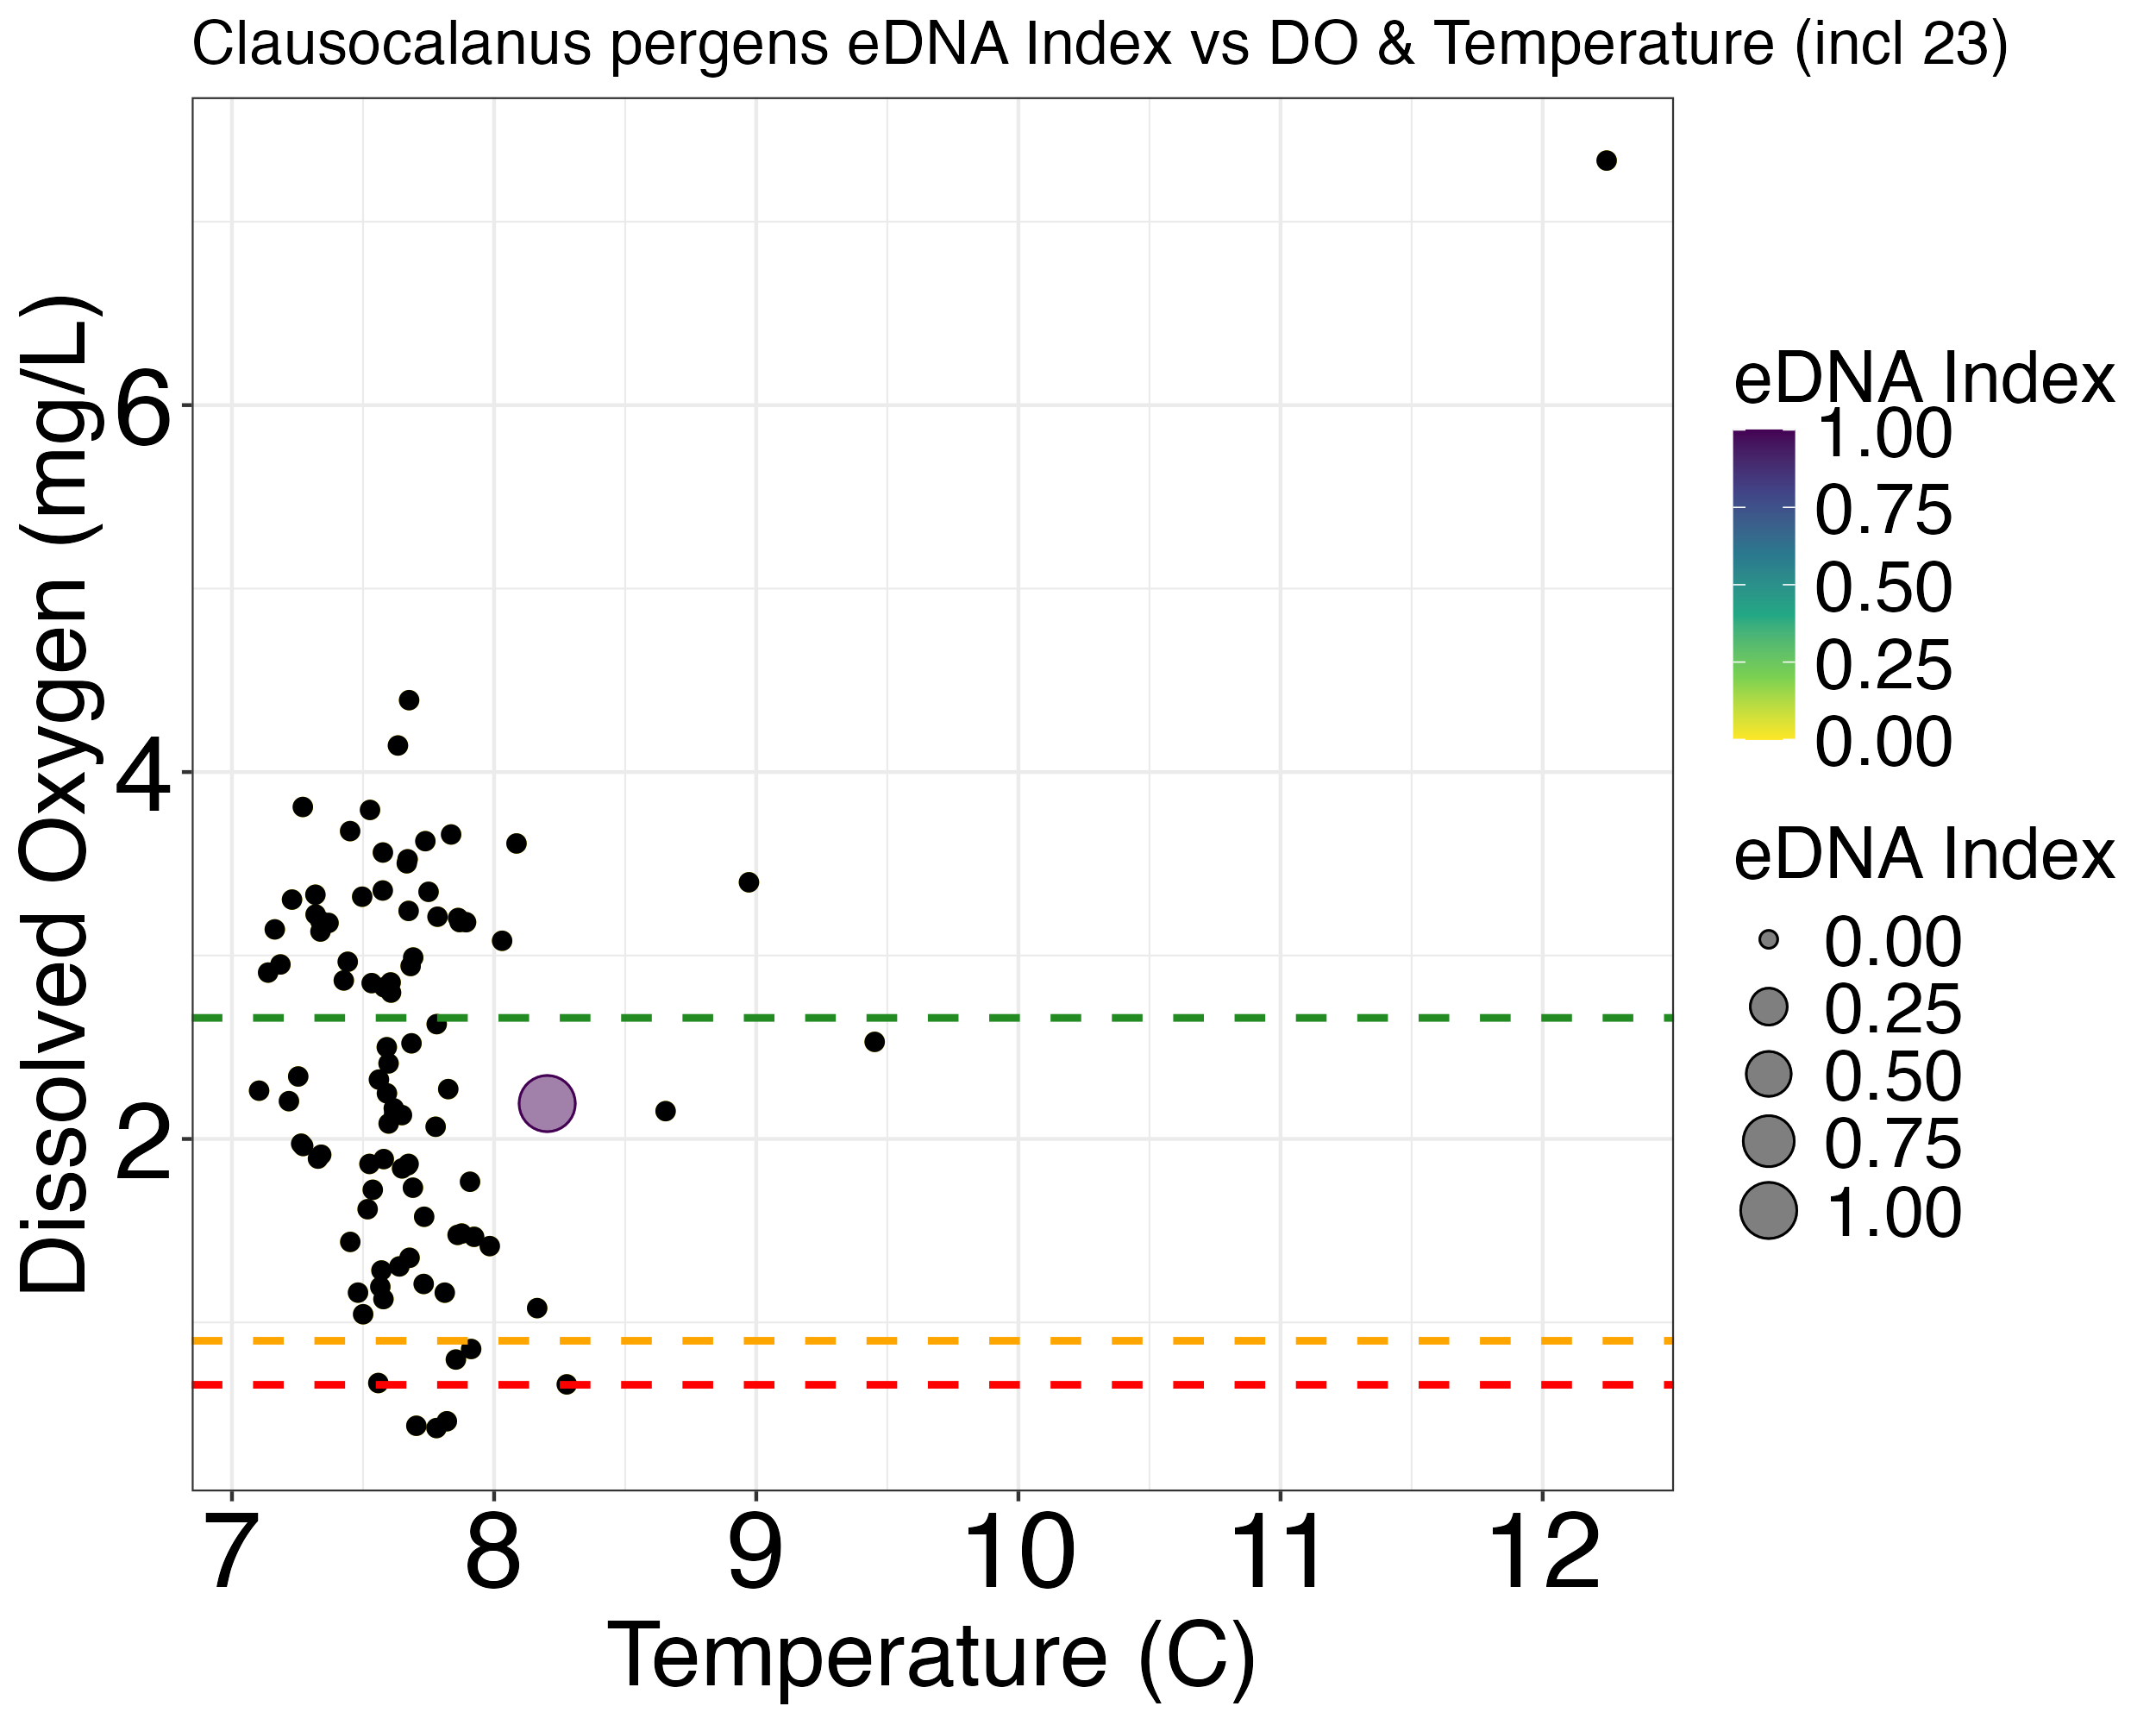 Clausocalanus pergens eDNA Index vs DO & Temperature (incl 23)
Dissolved Oxygen (mg/L)
6
4
2
7 8 9 10 11 12
Temperature (C)
eDNA Index
1.00
0.75
0.50
0.25
0.00
eDNA Index
0.00
0.25
0.50
0.75
1.00